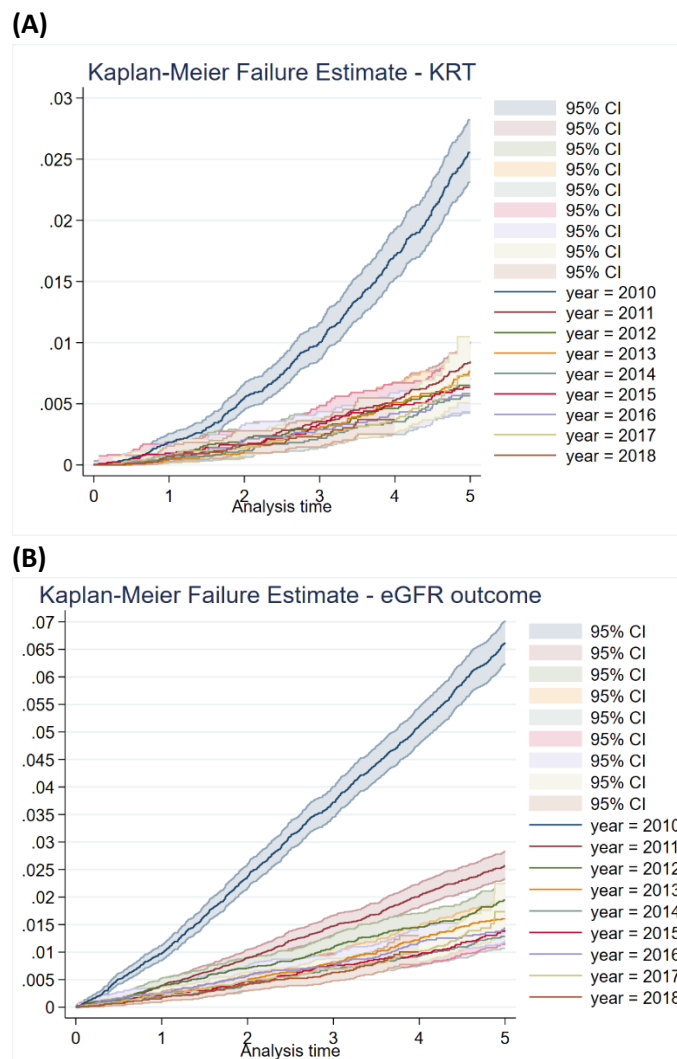 (A)
Kaplan-Meier Failure Estimate - KRT
.03
.025
.02
.015
.01
.005
0
0 1 2 3 4 5
Analysis time
95% CI
95% CI
95% CI
95% CI
95% CI
95% CI
95% CI
95% CI
95% CI
year = 2010
year = 2011
year = 2012
year = 2013
year = 2014
year = 2015
year = 2016
year = 2017
year = 2018
(B)
Kaplan-Meier Failure Estimate - eGFR outcome
.07
.065
.06
.055
.05
.045
.04
.035
.03
.025
.02
.015
.01
.005
0
0 1 2 3 4 5
Analysis time
95% CI
95% CI
95% CI
95% CI
95% CI
95% CI
95% CI
95% CI
95% CI
year = 2010
year = 2011
year = 2012
year = 2013
year = 2014
year = 2015
year = 2016
year = 2017
year = 2018